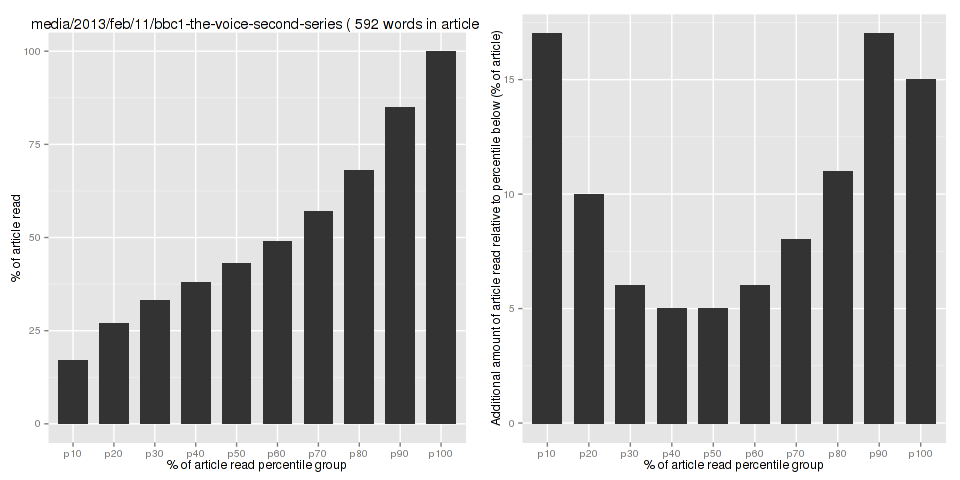 media/2013/feb/11/bbc1-the-voice-second-series ( 592 words in article
100
75
50
25
0
% of article read
p10 p20 p30 p40 p50 p60 p70 p80 p90 p100
% of article read percentile group
15
10
5
0
Additional amount of article read relative to percentile below (% of article)
p10 p20 p30 p40 p50 p60 p70 p80 p90 p100
% of article read percentile group